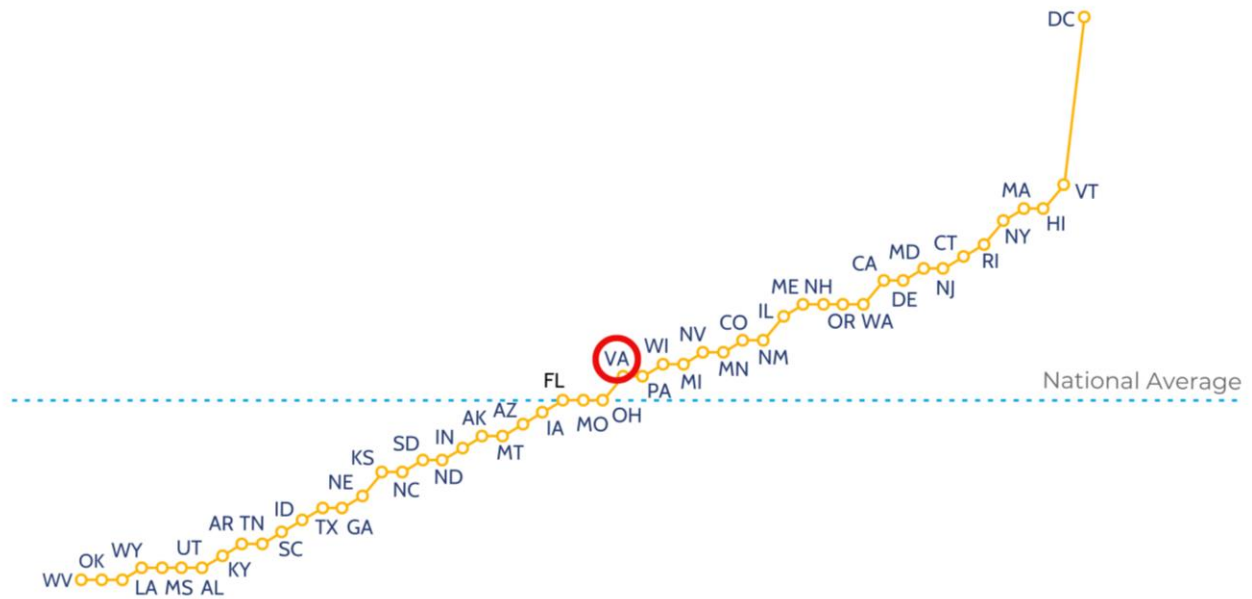 DC
MA
VT
HI
NY
CT
RI
MD
CA
NJ
DE
ME NH
IL
OR WA
CO
NV
NM
WI
MN
VA
MI
PA
National Average
FL
OH
MO
AZ
IA
AK
IN
MT
SD
KS
ND
NC
NE
ID
TX GA
AR TN
SC
UT
WY
KY
OK
WV
LA MS AL